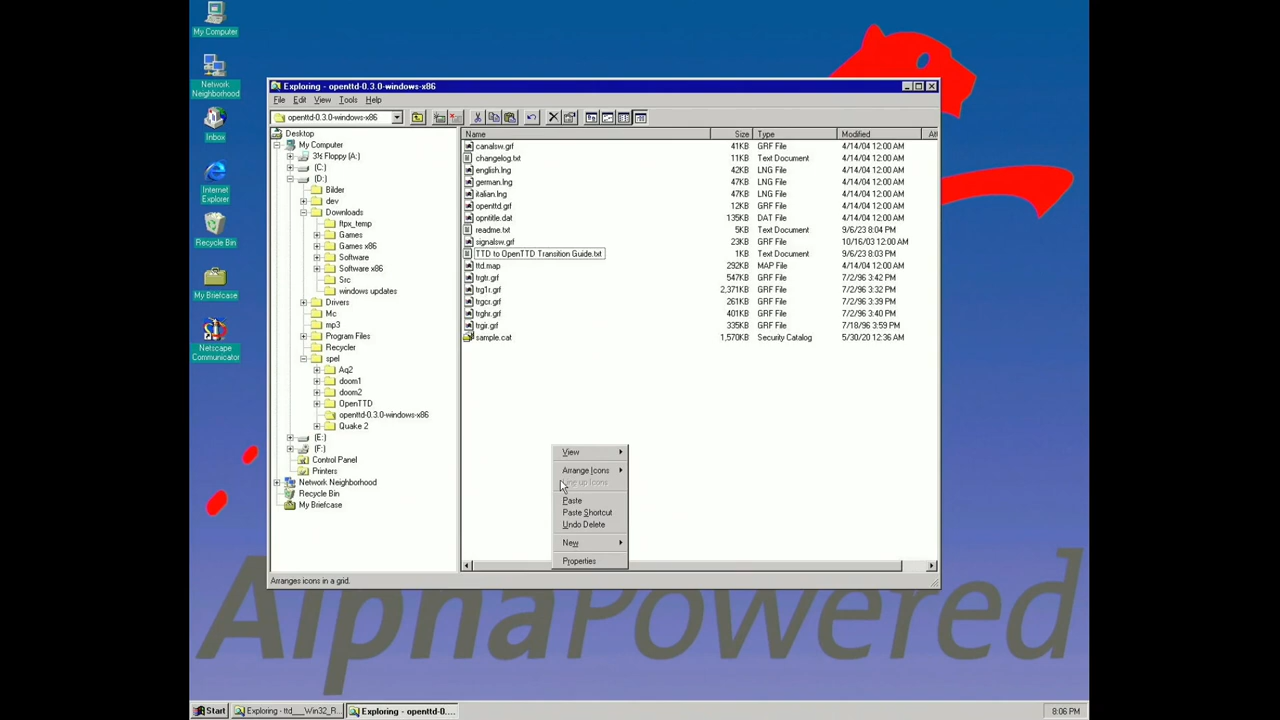 My Computer
Network
Neighborhood
Inbox
Internet
Explorer
Recycle Bin
My Briefcase
Netscape
Communicator
Exploring - openttd-0.3.0-windows-x86
File Edit View Tools Help
openttd-0.3.0-windows-x86
Desktop
My Computer
3½ Floppy (A:)
(C:)
(D:)
Bilder
dev
Downloads
ftpx_temp
Games
Games x86
Software
Software x86
Src
windows updates
Drivers
Mc
mp3
Program Files
Recycler
spel
Aq2
doom1
doom2
OpenTTD
openttd-0.3.0-windows-x86
Quake 2
(E:)
(F:)
Control Panel
Printers
Network Neighborhood
Recycle Bin
My Briefcase
Name Size Type Modified
canalsw.grf 41KB GRF File 4/14/04 12:00 AM
changelog.txt 11KB Text Document 4/14/04 12:00 AM
english.lng 42KB LNG File 4/14/04 12:00 AM
german.lng 47KB LNG File 4/14/04 12:00 AM
italian.lng 47KB LNG File 4/14/04 12:00 AM
openttd.grf GRF File 4/14/04 12:00 AM
opntitle.dat 135KB DAT File 4/14/04 12:00 AM
readme.txt 5KB Text Document 9/6/23 8:04 PM
signalsw.grf 23KB GRF File 10/16/03 12:00 AM
TTD to OpenTTD Transition Guide.txt 1KB Text Document 9/6/23 8:03 PM
ttd.map 292KB MAP File 4/14/04 12:00 AM
trgtr.grf 547KB GRF File 7/2/96 3:42 PM
trg1r.grf 2,371KB GRF File 7/2/96 3:32 PM
trgcr.grf 261KB GRF File 7/2/96 3:39 PM
trghr.grf 401KB GRF File 7/2/96 3:40 PM
trgir.grf 335KB GRF File 7/18/96 3:59 PM
sample.cat 1,570KB Security Catalog 5/30/20 12:36 AM
View
Arrange Icons
up Icons
Paste
Paste Shortcut
Undo Delete
New
Properties
Arranges icons in a grid.
AlphaPowered
Start
Exploring - ttd___Win32_R...
Exploring - openttd-0....
8:06 PM